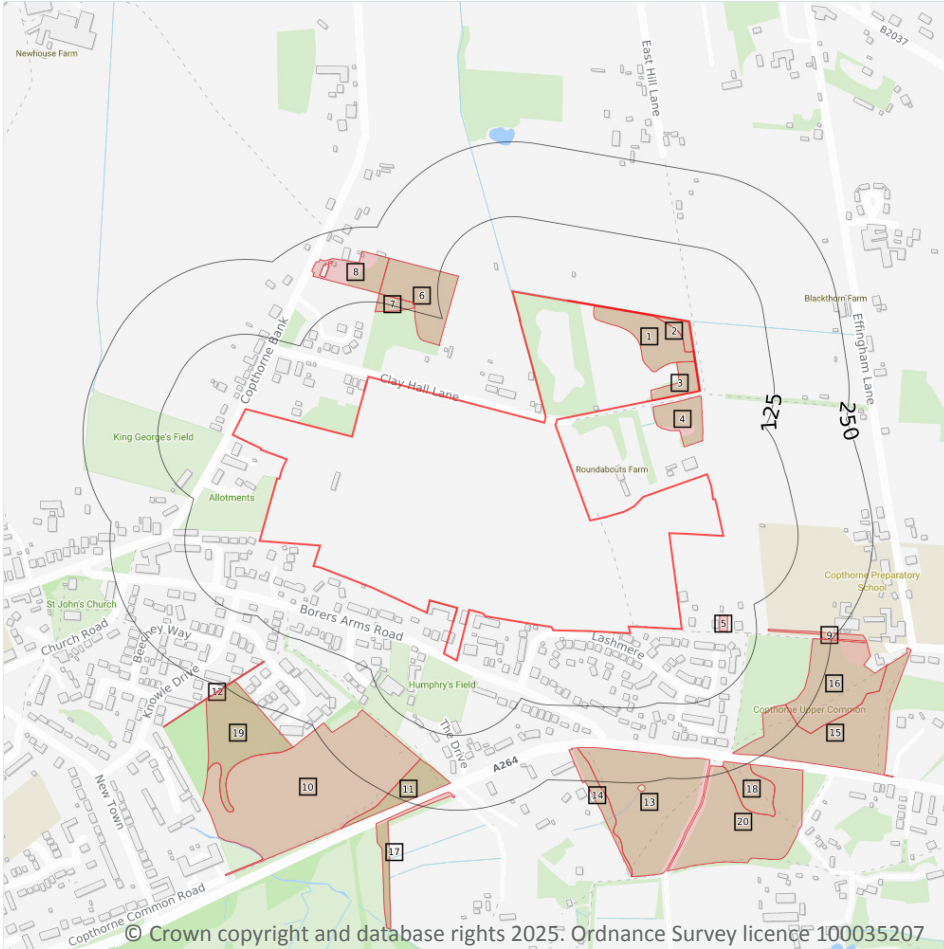 Newhouse Farm
B2037
East Hill Lane
8
6
7
Blackthorn Farm
1
2
Effingham Lane
Copthorne Bank
3
Clay Hall Lane
125
250
4
King George's Field
Roundabouts Farm
Allotments
Copthorne Preparatory
School
St John's Church
Borers Arms Road
5
Church Road
Beechey Way
Lashmere
9
Knowle Drive
Humphry's Field
16
12
Copthorne Upper Common
19
The Drive
15
A264
New Town
10
11
14
13
18
20
17
Copthorne Common Road
© Crown copyright and database rights 2025. Ordnance Survey licence 100035207